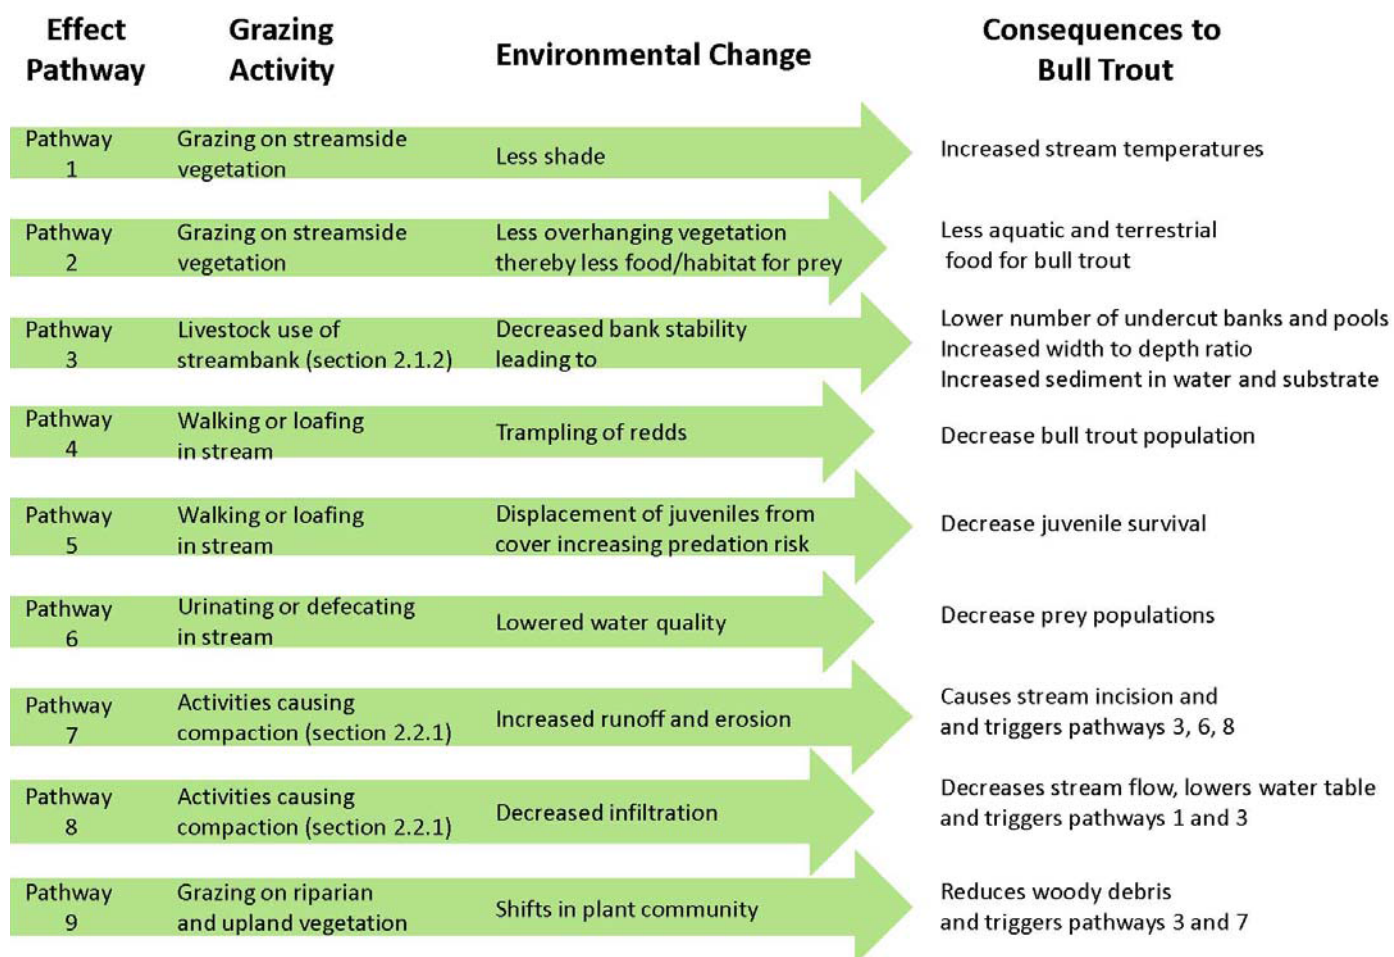 Effect
Pathway
Grazing
Activity
Environmental Change
Consequences to
Bull Trout
Pathway
1
Grazing on streamside
vegetation
Less shade
Increased stream temperatures
Pathway
2
Grazing on streamside
vegetation
Less overhanging vegetation
thereby less food/habitat for prey
Less aquatic and terrestrial
food for bull trout
Pathway
3
Livestock use of
streambank (section 2.1.2)
Decreased bank stability
leading to
Lower number of undercut banks and pools
Increased width to depth ratio
Increased sediment in water and substrate
Pathway
4
Walking or loafing
in stream
Trampling of redds
Decrease bull trout population
Pathway
5
Walking or loafing
in stream
Displacement of juveniles from
cover increasing predation risk
Decrease juvenile survival
Pathway
6
Urinating or defecating
in stream
Lowered water quality
Decrease prey populations
Pathway
7
Activities causing
compaction (section 2.2.1)
Increased runoff and erosion
Causes stream incision and
and triggers pathways 3, 6, 8
Pathway
8
Activities causing
compaction (section 2.2.1)
Decreased infiltration
Decreases stream flow, lowers water table
and triggers pathways 1 and 3
Pathway
9
Grazing on riparian
and upland vegetation
Shifts in plant community
Reduces woody debris
and triggers pathways 3 and 7